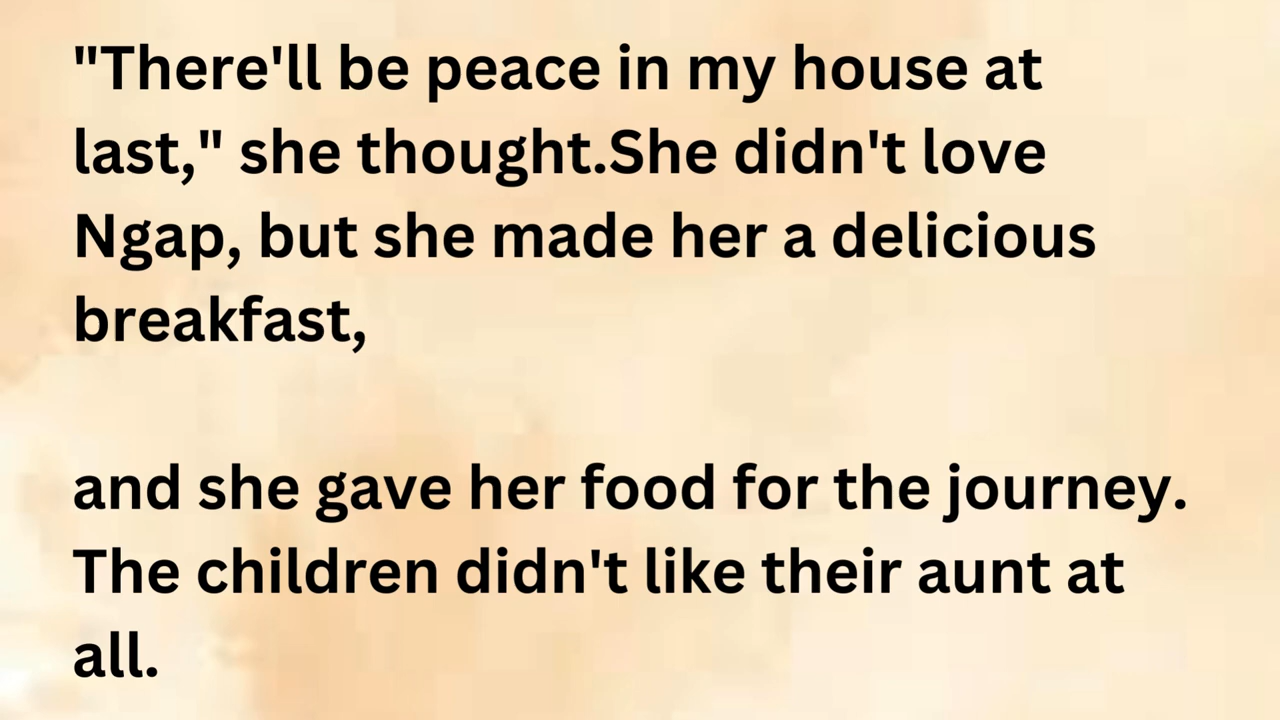 "There'll be peace in my house at
last," she thought.She didn't love
Ngap, but she made her a delicious
breakfast,
and she gave her food for the journey.
The children didn't like their aunt at
all.